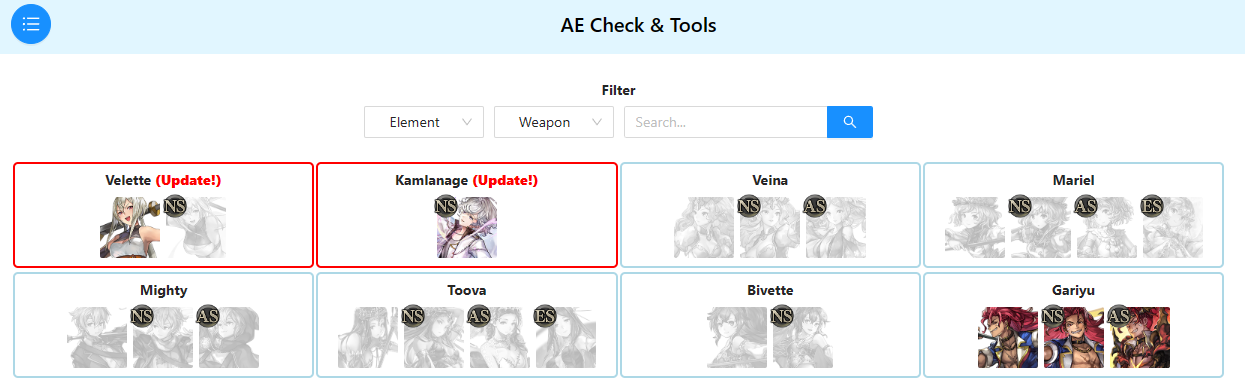 AE Check & Tools
Filter
Element
Weapon
Search...
Velette (Update!)
NS
Kamlanage (Update!)
NS
Veina
NS AS
Mariel
NS AS ES
Mighty
NS AS
Toova
NS AS ES
Bivette
NS
Gariyu
NS AS